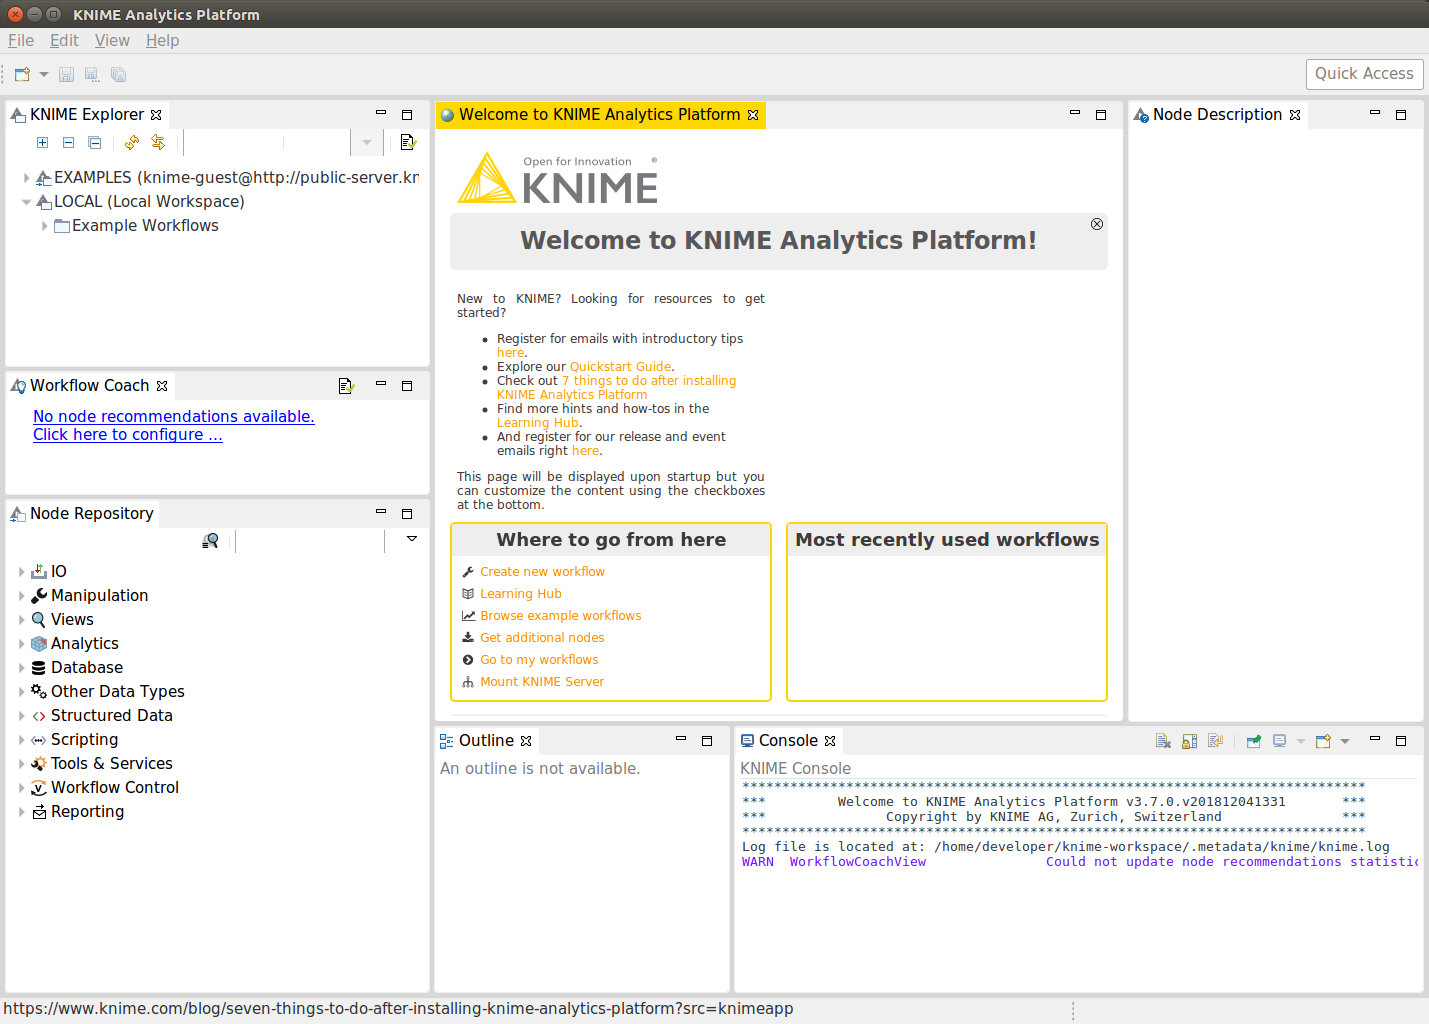 KNIME Analytics Platform
File Edit View Help
Quick Access
KNIME Explorer
EXAMPLES (knime-guest@http://public-server.kn
LOCAL (Local Workspace)
Example Workflows
Workflow Coach
No node recommendations available.
Click here to configure ...
Node Repository
IO
Manipulation
Views
Analytics
Database
Other Data Types
Structured Data
Scripting
Tools & Services
Workflow Control
Reporting
Welcome to KNIME Analytics Platform
Open for Innovation ®
KNIME
Welcome to KNIME Analytics Platform!
New to KNIME? Looking for resources to get
started?
• Register for emails with introductory tips
here.
• Explore our Quickstart Guide.
• Check out 7 things to do after installing
KNIME Analytics Platform
• Find more hints and how-tos in the
Learning Hub.
• And register for our release and event
emails right here.
This page will be displayed upon startup but you
can customize the content using the checkboxes
at the bottom.
Where to go from here
Create new workflow
Learning Hub
Browse example workflows
Get additional nodes
Go to my workflows
Mount KNIME Server
Most recently used workflows
Node Description
Outline
An outline is not available.
Console
KNIME Console
******************************************************************************
*** Welcome to KNIME Analytics Platform v3.7.0.v201812041331 ***
*** Copyright by KNIME AG, Zurich, Switzerland ***
******************************************************************************
Log file is located at: /home/developer/knime-workspace/.metadata/knime/knime.log
WARN WorkflowCoachView Could not update node recommendations statistic
https://www.knime.com/blog/seven-things-to-do-after-installing-knime-analytics-platform?src=knimeapp